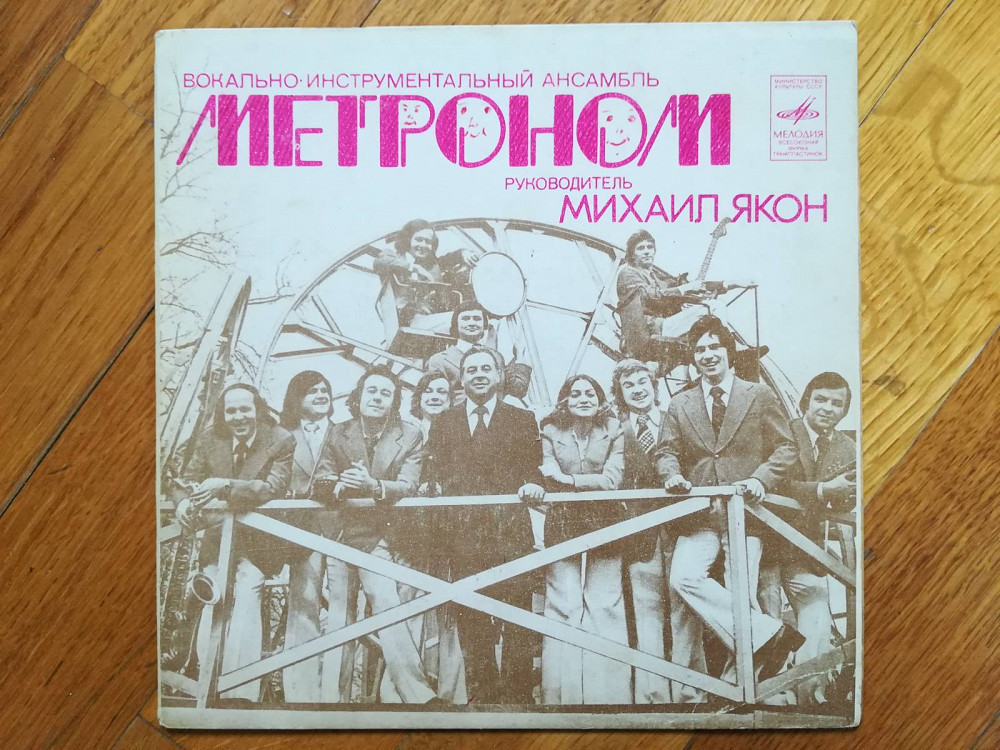 ВОКАЛЬНО-ИНСТРУМЕНТАЛЬНЫЙ АНСАМБЛЬ
МЕТРОНОМ
РУКОВОДИТЕЛЬ
МИХАИЛ ЯКОН
МИНИСТЕРСТВО
КУЛЬТУРЫ СССР
МЕЛОДИЯ
ВСЕСОЮЗНАЯ
ФИРМА
ГРАМПЛАСТИНОК